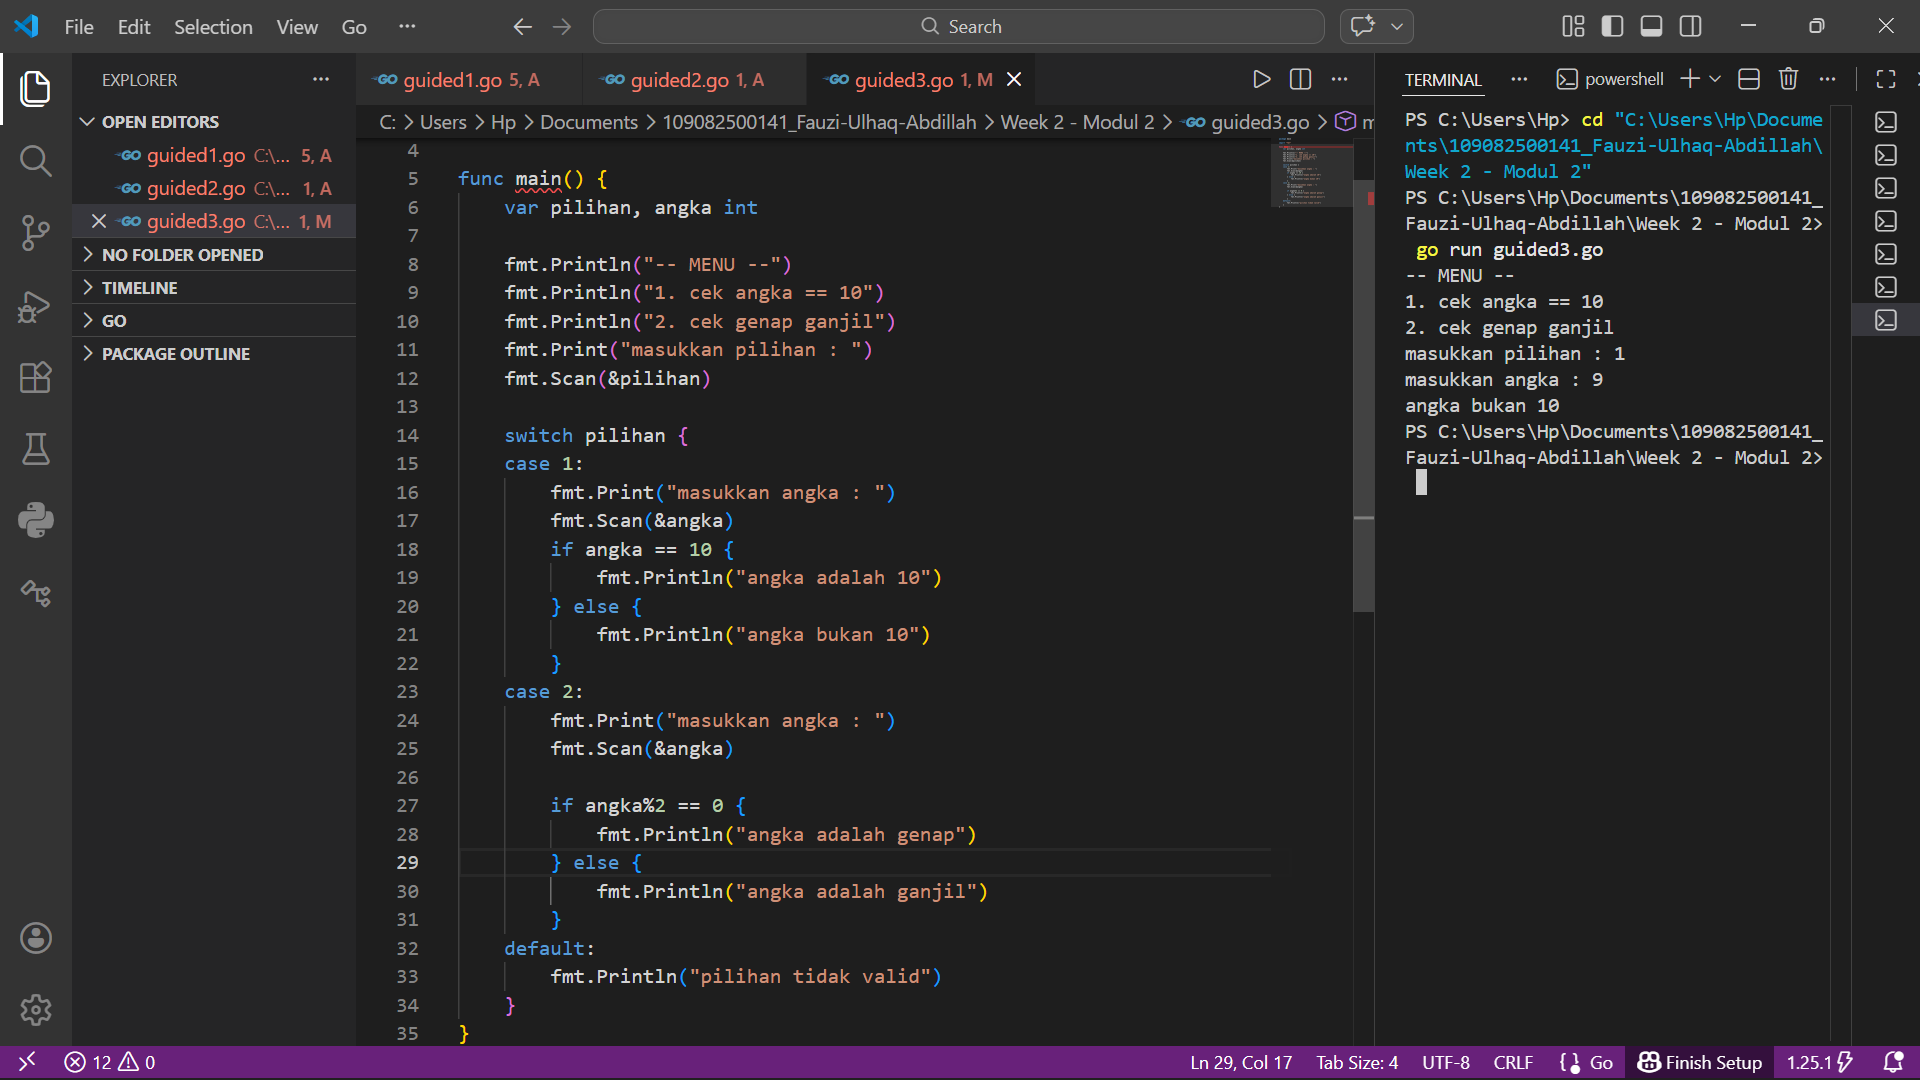 File Edit Selection View Go ···
Search
EXPLORER
OPEN EDITORS
guided1.go C:\... 5, A
guided2.go C:\... 1, A
guided3.go C:\... 1, M
NO FOLDER OPENED
TIMELINE
GO
PACKAGE OUTLINE
guided1.go 5, A
guided2.go 1, A
guided3.go 1, M
C: > Users > Hp > Documents > 109082500141_Fauzi-Ulhaq-Abdillah > Week 2 - Modul 2 > guided3.go >
4
5 func main() {
6 var pilihan, angka int
7
8 fmt.Println("-- MENU --")
9 fmt.Println("1. cek angka == 10")
10 fmt.Println("2. cek genap ganjil")
11 fmt.Print("masukkan pilihan : ")
12 fmt.Scan(&pilihan)
13
14 switch pilihan {
15 case 1:
16 fmt.Print("masukkan angka : ")
17 fmt.Scan(&angka)
18 if angka == 10 {
19 fmt.Println("angka adalah 10")
20 } else {
21 fmt.Println("angka bukan 10")
22 }
23 case 2:
24 fmt.Print("masukkan angka : ")
25 fmt.Scan(&angka)
26
27 if angka%2 == 0 {
28 fmt.Println("angka adalah genap")
29 } else {
30 fmt.Println("angka adalah ganjil")
31 }
32 default:
33 fmt.Println("pilihan tidak valid")
34 }
35 }
TERMINAL
powershell
PS C:\Users\Hp> cd "C:\Users\Hp\Docume
nts\109082500141_Fauzi-Ulhaq-Abdillah\
Week 2 - Modul 2"
PS C:\Users\Hp\Documents\109082500141_
Fauzi-Ulhaq-Abdillah\Week 2 - Modul 2>
go run guided3.go
-- MENU --
1. cek angka == 10
2. cek genap ganjil
masukkan pilihan : 1
masukkan angka : 9
angka bukan 10
PS C:\Users\Hp\Documents\109082500141_
Fauzi-Ulhaq-Abdillah\Week 2 - Modul 2>
12 0
Ln 29, Col 17 Tab Size: 4 UTF-8 CRLF {} Go Finish Setup 1.25.1